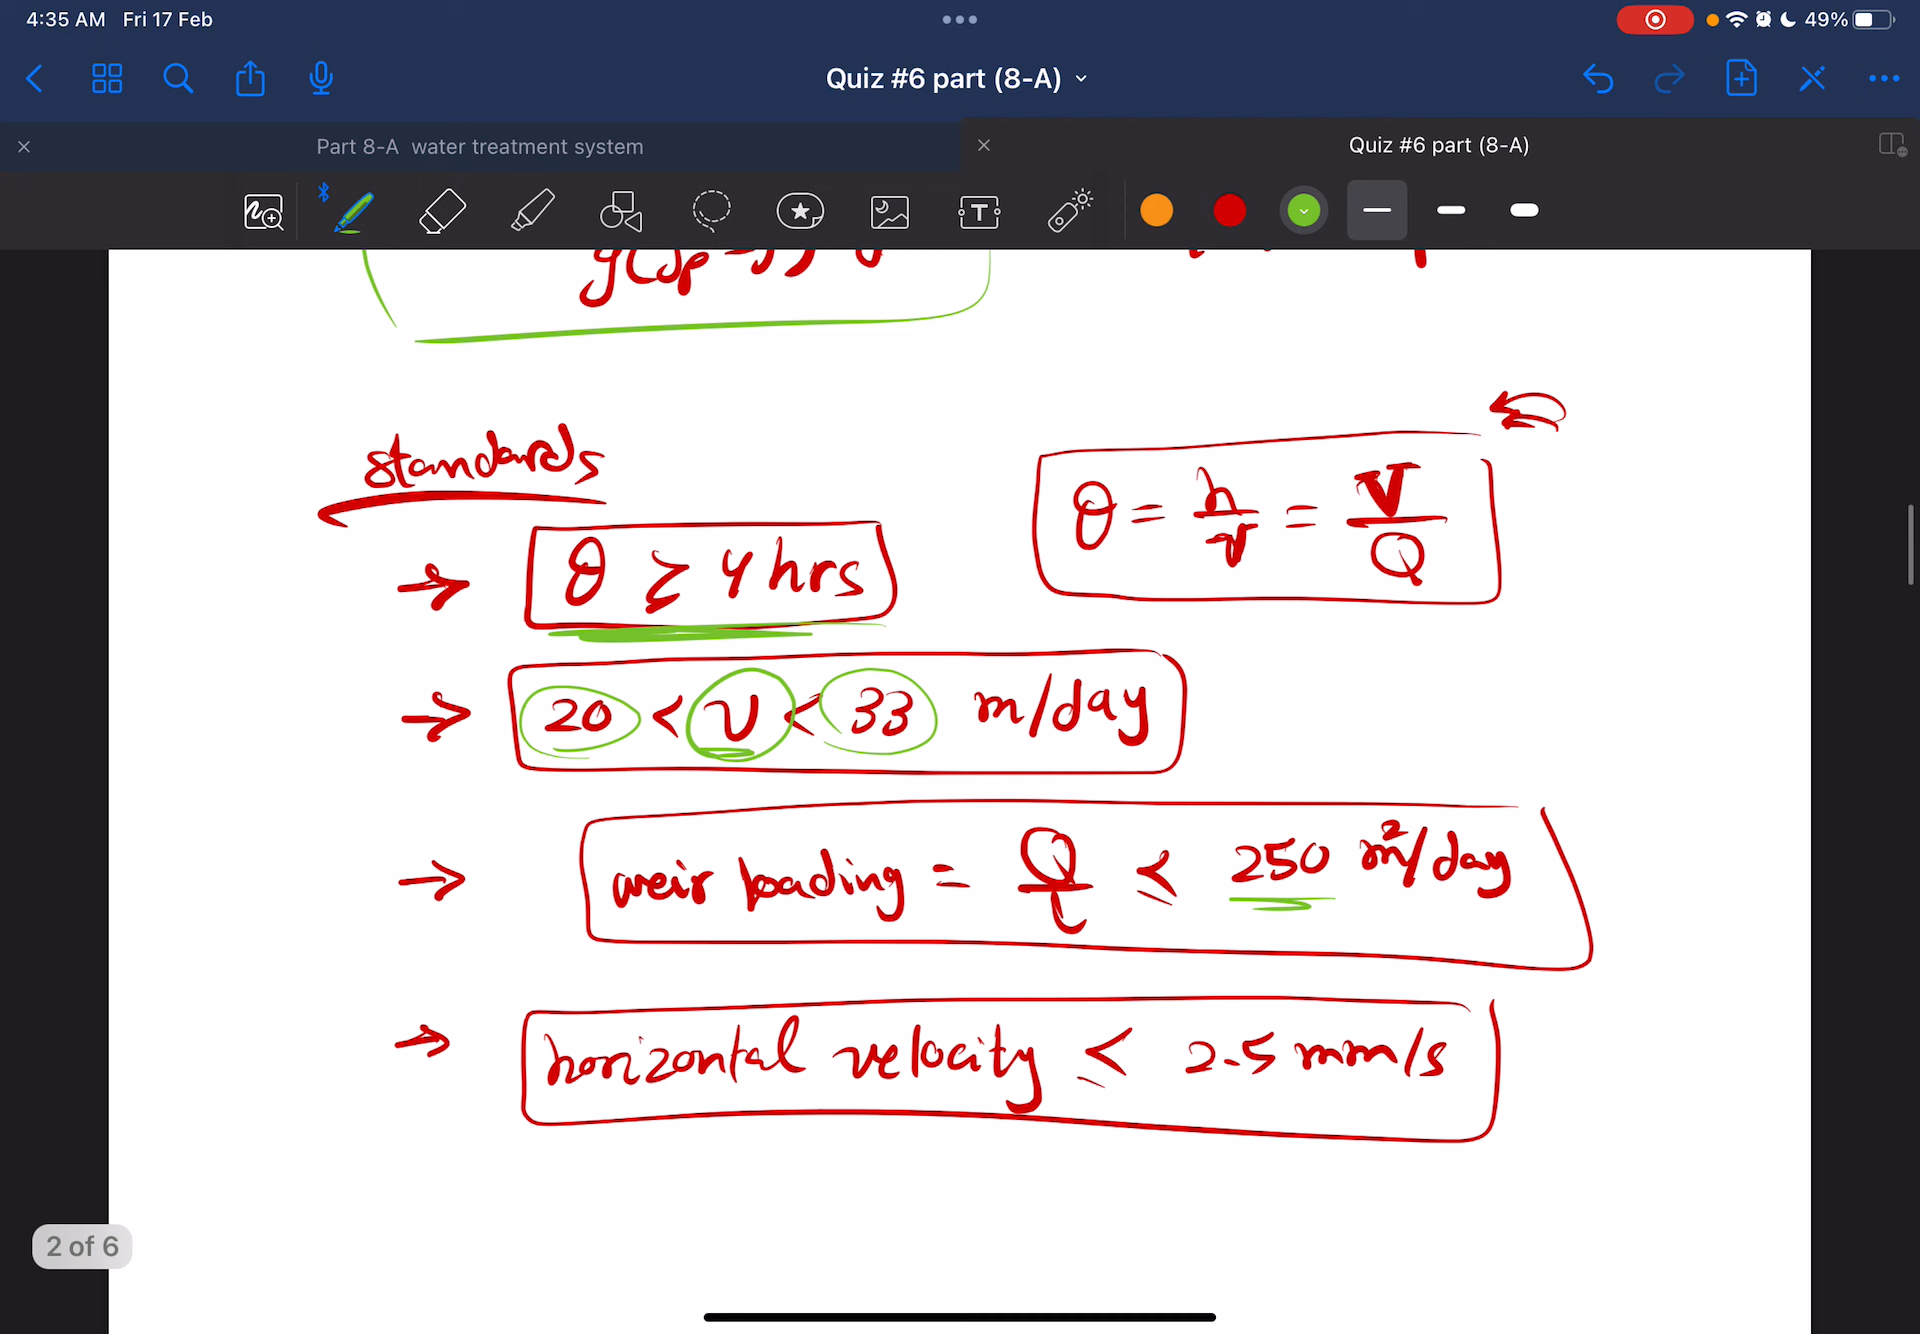 4:35 AM Fri 17 Feb
49%
Quiz #6 part (8-A)
Part 8-A water treatment system
Quiz #6 part (8-A)
T
standards
θ = h/v = V/Q
→ θ ≥ 4 hrs
→ 20 < v < 33 m/day
→ weir loading = Q/L ≤ 250 m²/day
→ horizontal velocity ≤ 2.5 mm/s
2 of 6